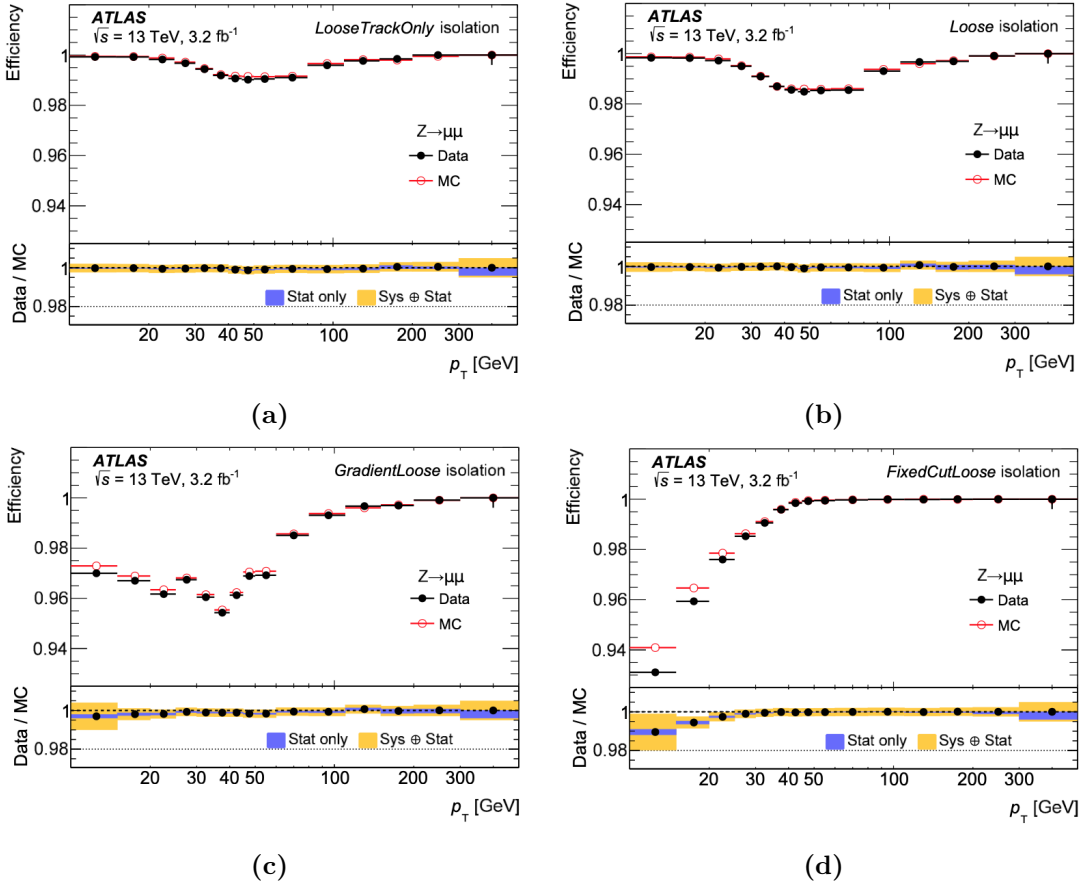 ATLAS
√s = 13 TeV, 3.2 fb⁻¹
LooseTrackOnly isolation
Efficiency
1
0.98
0.96
0.94
Z→μμ
Data
MC
Data / MC
1
0.98
Stat only
Sys ⊕ Stat
20 30 40 50 100 200 300
p_T [GeV]
(a)
ATLAS
√s = 13 TeV, 3.2 fb⁻¹
Loose isolation
Efficiency
1
0.98
0.96
0.94
Z→μμ
Data
MC
Data / MC
1
0.98
Stat only
Sys ⊕ Stat
20 30 40 50 100 200 300
p_T [GeV]
(b)
ATLAS
√s = 13 TeV, 3.2 fb⁻¹
GradientLoose isolation
Efficiency
1
0.98
0.96
0.94
Z→μμ
Data
MC
Data / MC
1
0.98
Stat only
Sys ⊕ Stat
20 30 40 50 100 200 300
p_T [GeV]
(c)
ATLAS
√s = 13 TeV, 3.2 fb⁻¹
FixedCutLoose isolation
Efficiency
1
0.98
0.96
0.94
Z→μμ
Data
MC
Data / MC
1
0.98
Stat only
Sys ⊕ Stat
20 30 40 50 100 200 300
p_T [GeV]
(d)